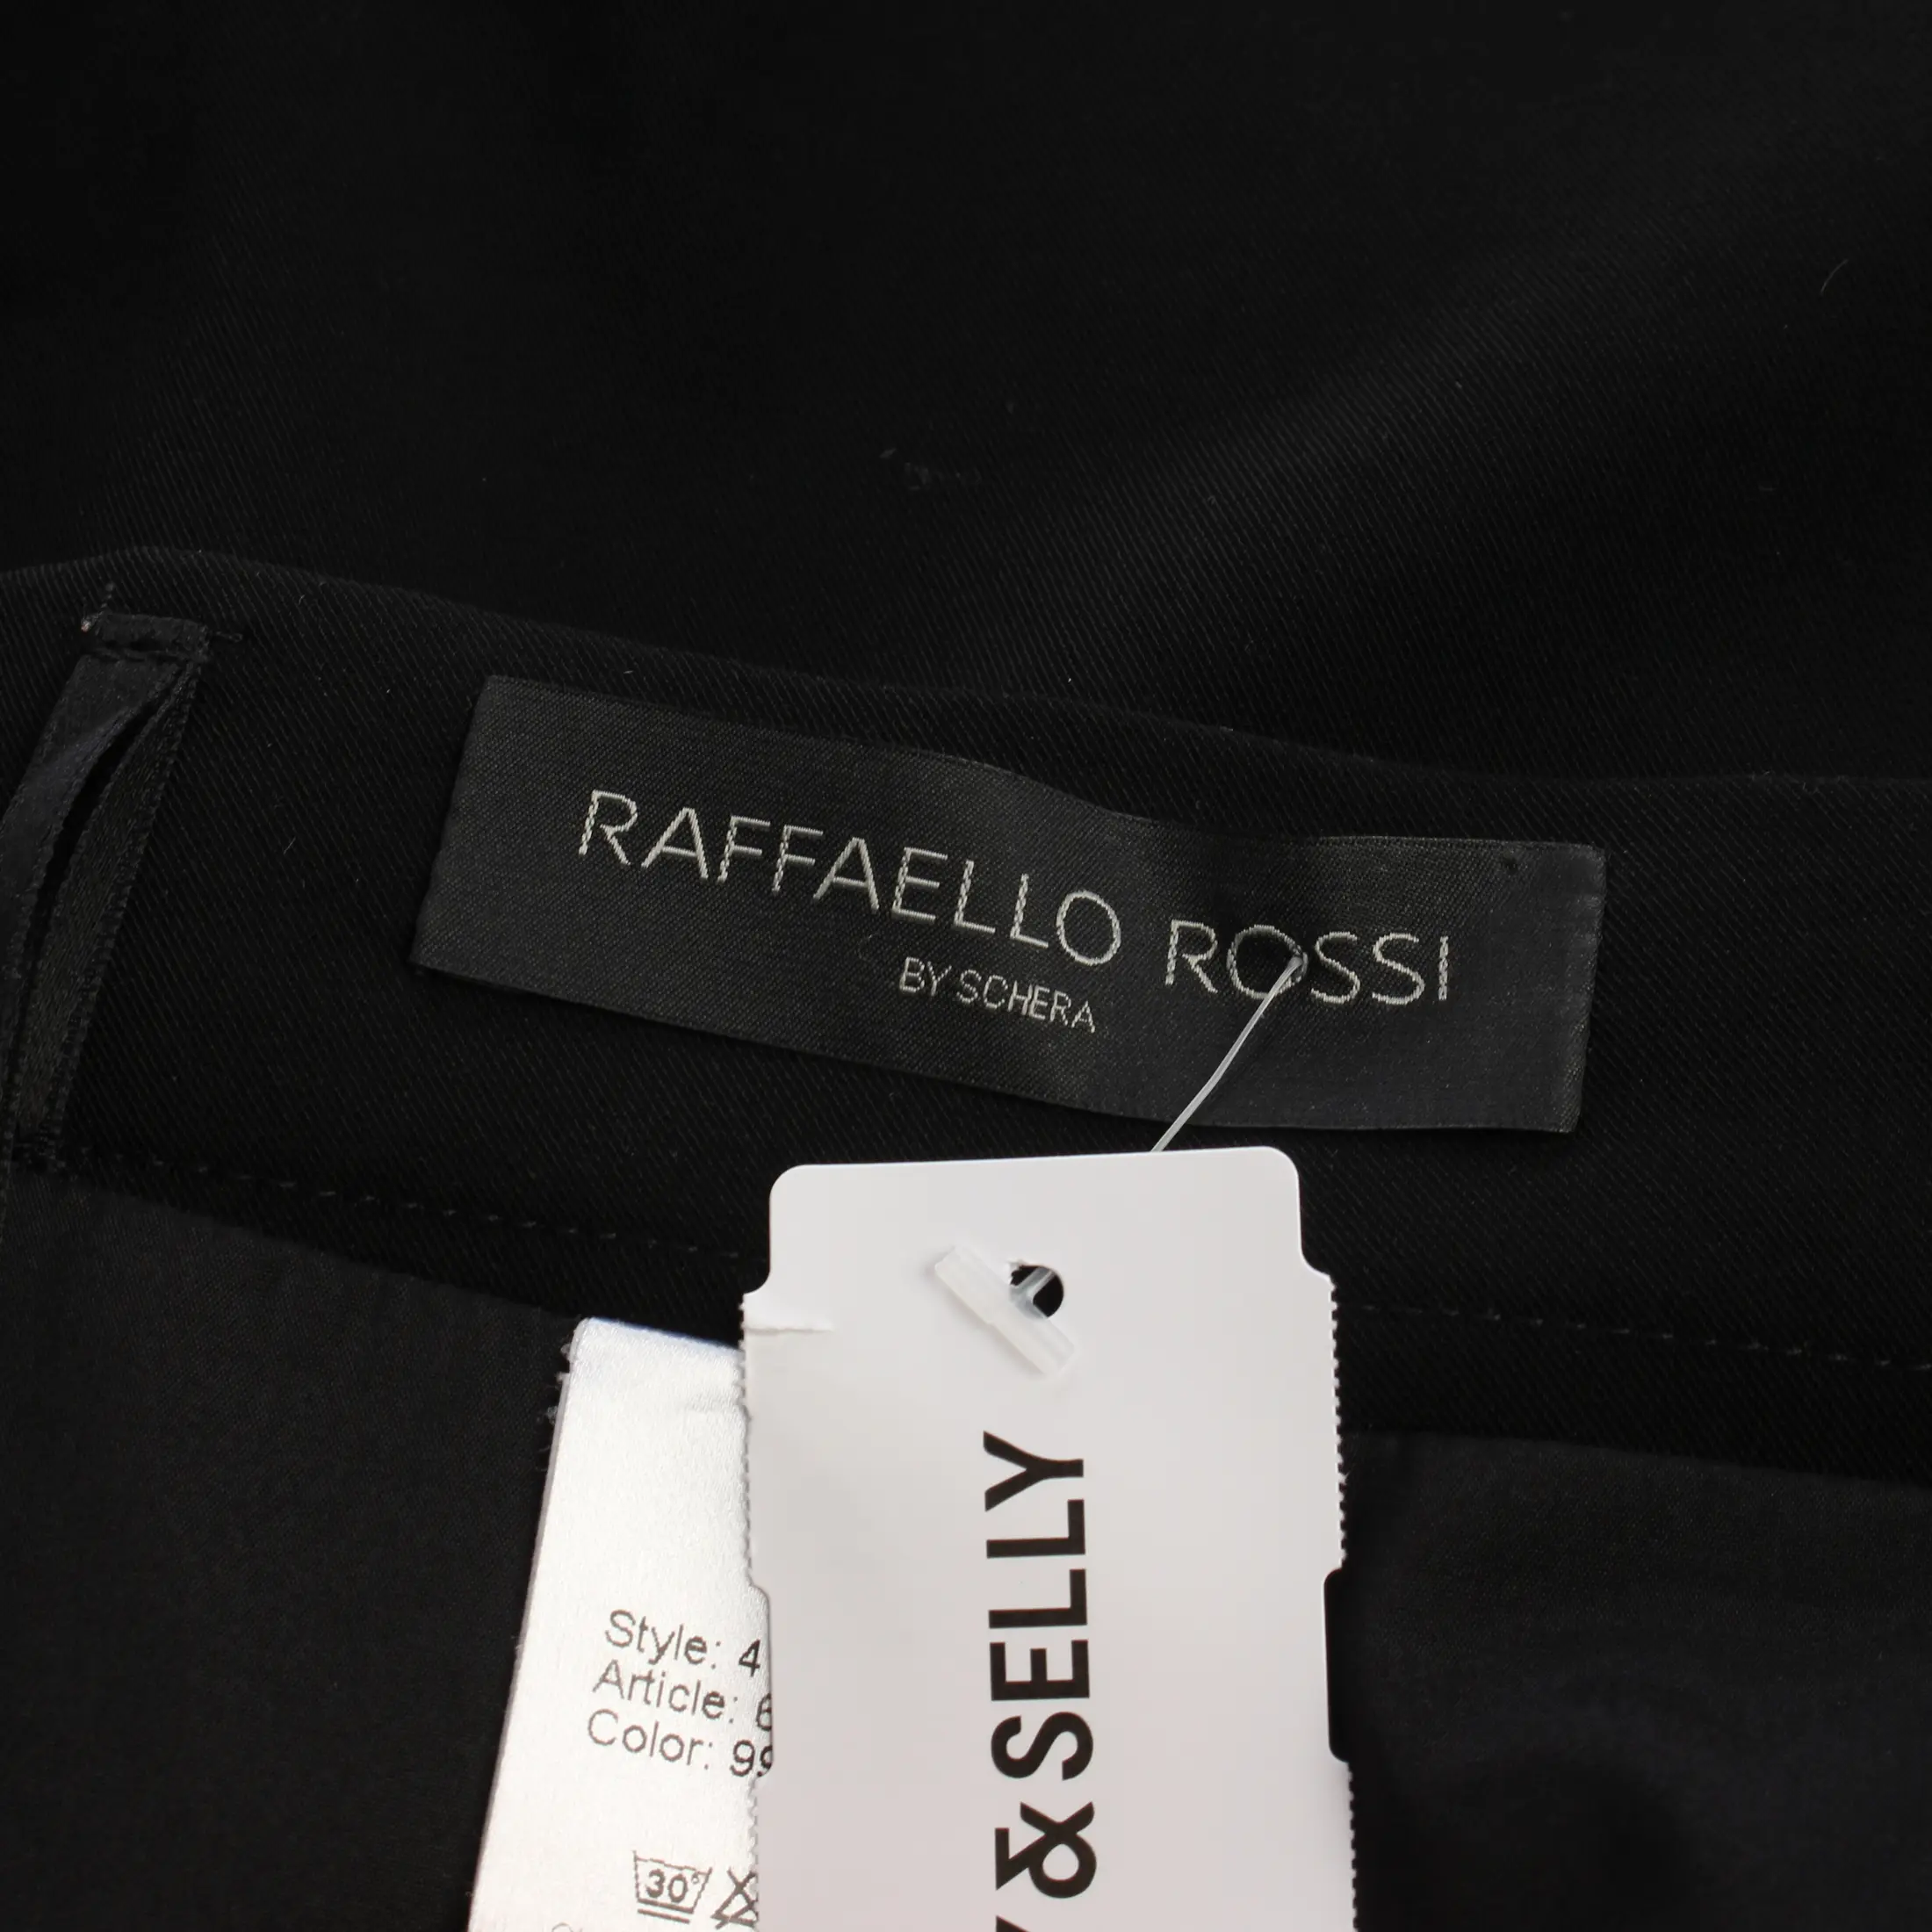 RAFFAELLO ROSSI
BY SCHERA
Style: 4
Article: 6
Color: 99
30°
& SELLY